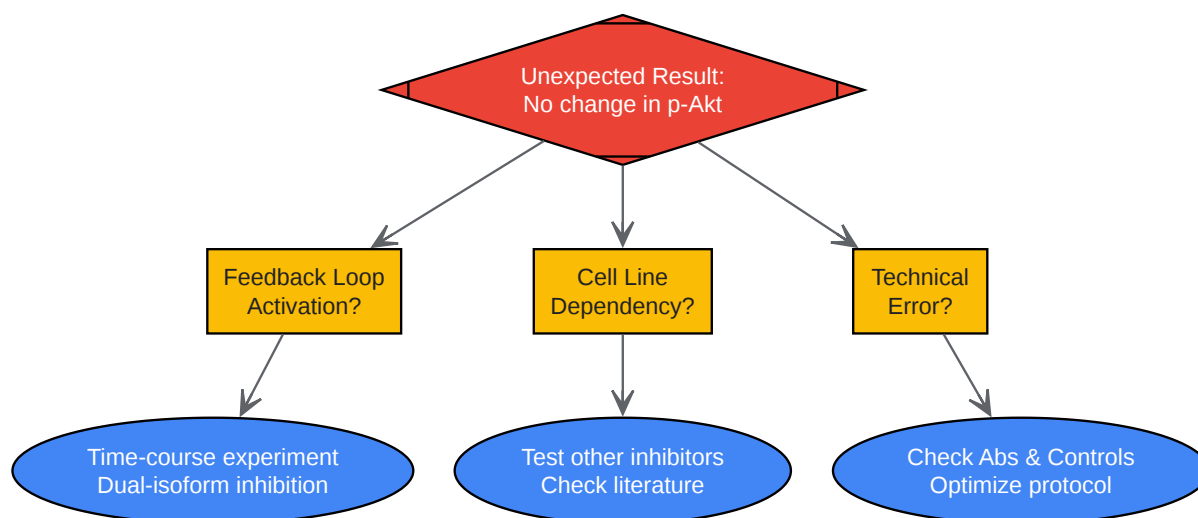 Unexpected Result:
No change in p-Akt
Feedback Loop
Activation?
Cell Line
Dependency?
Technical
Error?
Time-course experiment
Dual-isoform inhibition
Test other inhibitors
Check literature
Check Abs & Controls
Optimize protocol